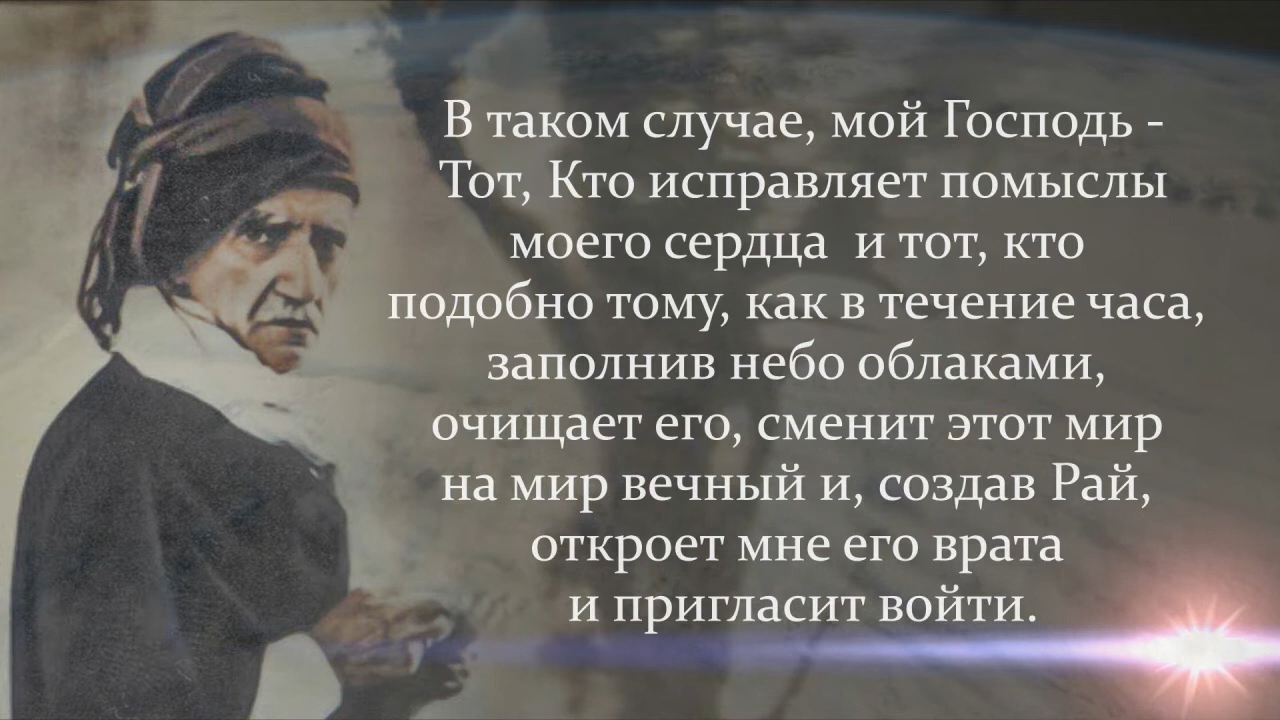 В таком случае, мой Господь -
Тот, Кто исправляет помыслы
моего сердца  и тот, кто
подобно тому, как в течение часа,
заполнив небо облаками,
очищает его, сменит этот мир
на мир вечный и, создав Рай,
откроет мне его врата
и пригласит войти.